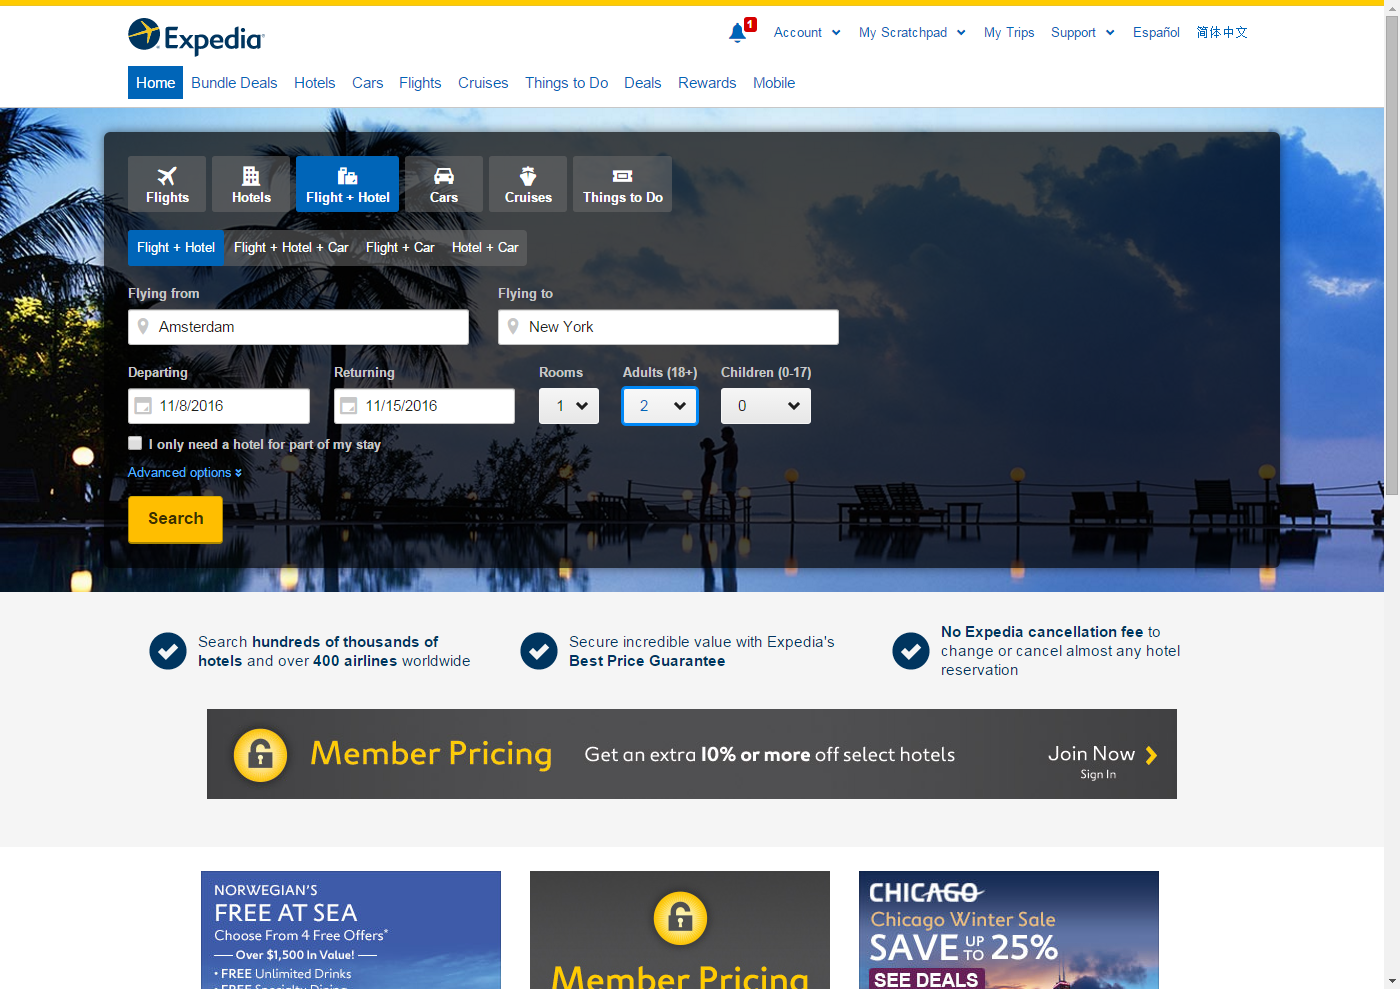 Expedia
1
Account
My Scratchpad
My Trips
Support
Español
简体中文
Home
Bundle Deals
Hotels
Cars
Flights
Cruises
Things to Do
Deals
Rewards
Mobile
Flights
Hotels
Flight + Hotel
Cars
Cruises
Things to Do
Flight + Hotel
Flight + Hotel + Car
Flight + Car
Hotel + Car
Flying from
Flying to
Amsterdam
New York
Departing
Returning
Rooms
Adults (18+)
Children (0-17)
11/8/2016
11/15/2016
1
2
0
I only need a hotel for part of my stay
Advanced options
Search
Search hundreds of thousands of
hotels and over 400 airlines worldwide
Secure incredible value with Expedia's
Best Price Guarantee
No Expedia cancellation fee to
change or cancel almost any hotel
reservation
Member Pricing
Get an extra 10% or more off select hotels
Join Now
Sign In
NORWEGIAN'S
FREE AT SEA
Choose From 4 Free Offers*
Over $1,500 In Value!
• FREE Unlimited Drinks
• FREE Specialty Dining
Member Pricing
CHICAGO
Chicago Winter Sale
SAVE UP TO 25%
SEE DEALS